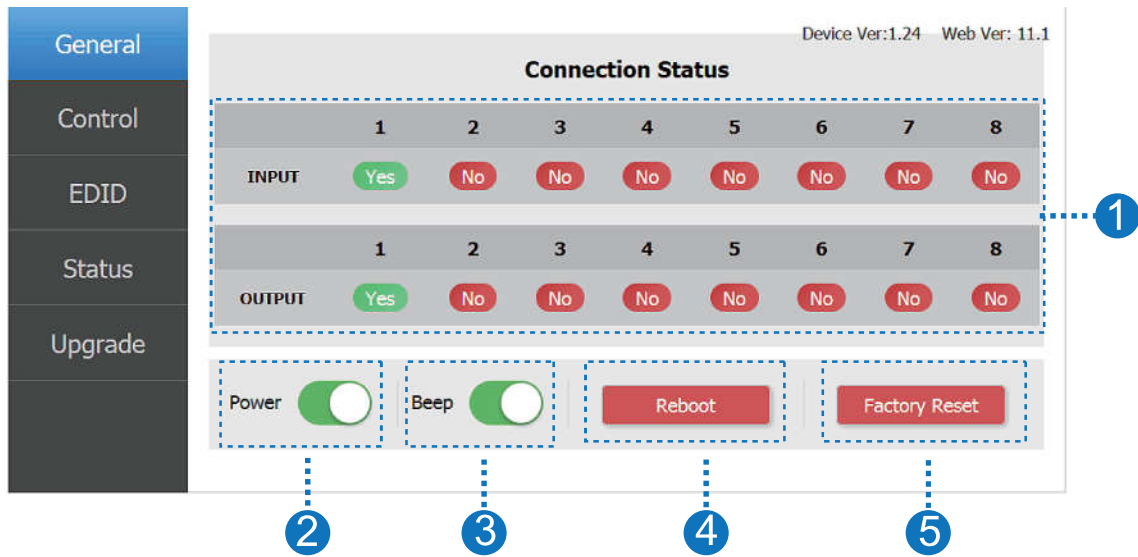 General
Control
EDID
Status
Upgrade
Device Ver:1.24 Web Ver: 11.1
Connection Status
1 2 3 4 5 6 7 8
INPUT Yes No No No No No No No
1
1 2 3 4 5 6 7 8
OUTPUT Yes No No No No No No No
Power Beep Reboot Factory Reset
2 3 4 5